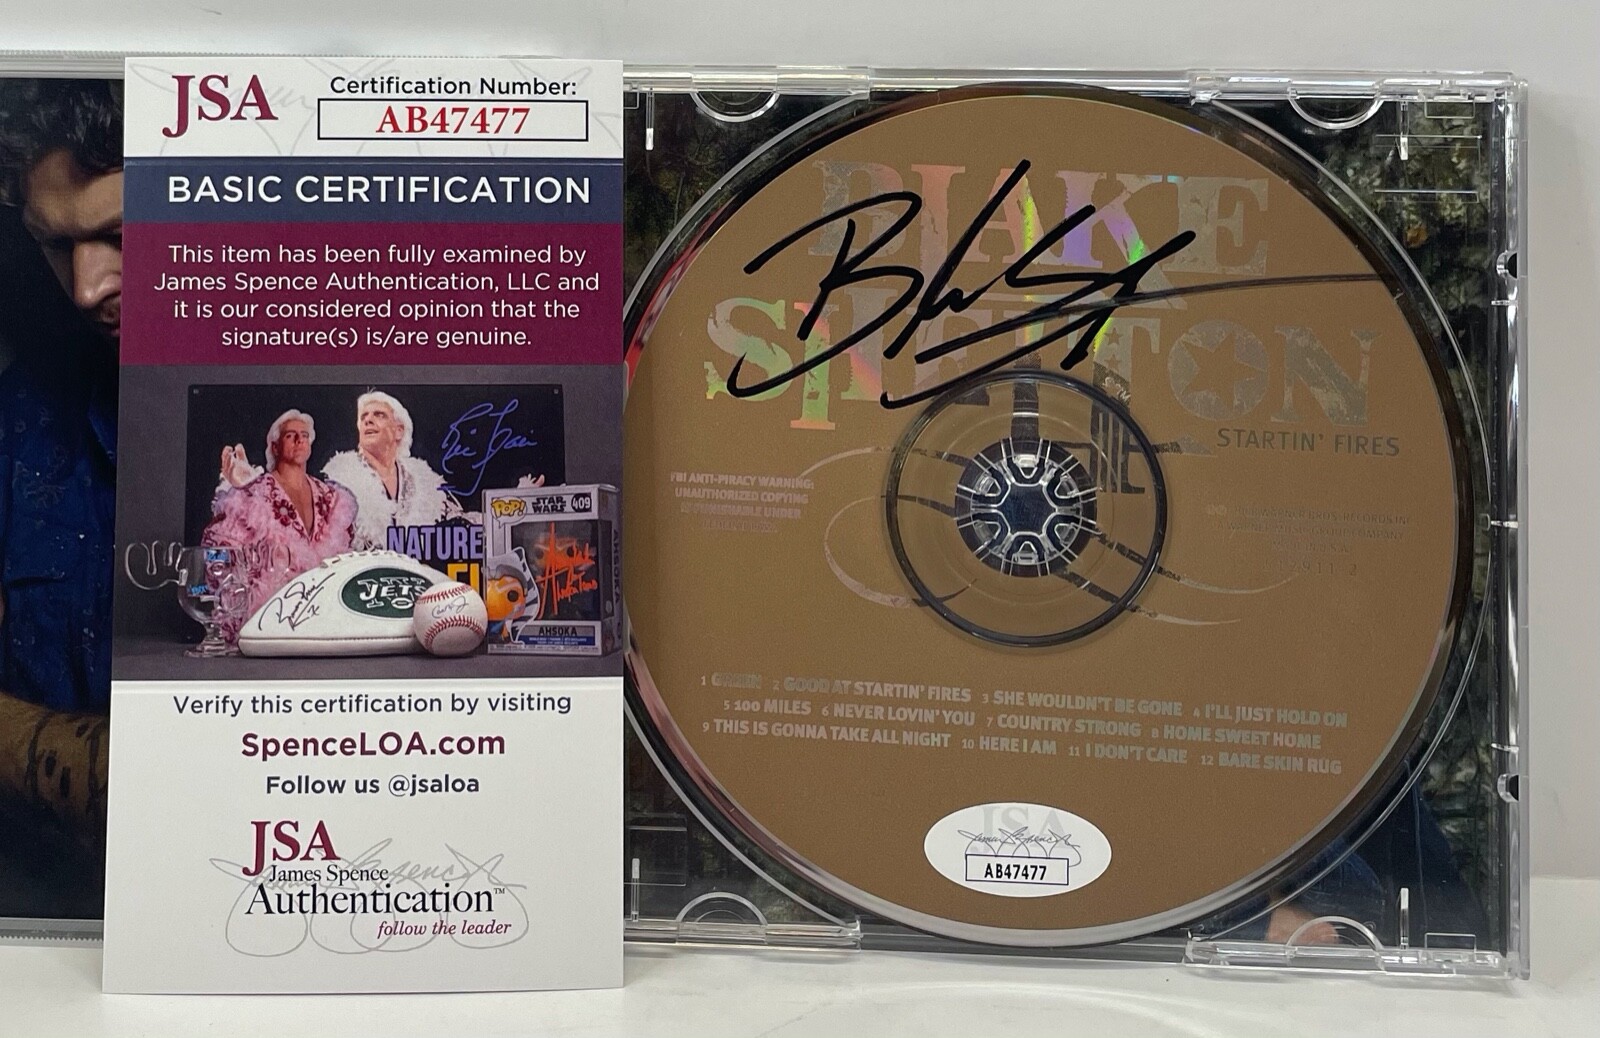 JSA
Certification Number:
AB47477
BASIC CERTIFICATION
This item has been fully examined by
James Spence Authentication, LLC and
it is our considered opinion that the
signature(s) is/are genuine.
NATURE
POP!
STAR WARS
409
JETS
AHSOKA
AHSOKA
Verify this certification by visiting
SpenceLOA.com
Follow us @jsaloa
JSA
James Spence
Authentication™
follow the leader
BLAKE
SHELTON
STARTIN' FIRES
FBI ANTI-PIRACY WARNING:
UNAUTHORIZED COPYING
IS PUNISHABLE UNDER
1 GREEN 2 GOOD AT STARTIN' FIRES 3 SHE WOULDN'T BE GONE 4 I'LL JUST HOLD ON
5 100 MILES 6 NEVER LOVIN' YOU 7 COUNTRY STRONG 8 HOME SWEET HOME
9 THIS IS GONNA TAKE ALL NIGHT 10 HERE I AM 11 I DON'T CARE 12 BARE SKIN RUG
JSA
AB47477